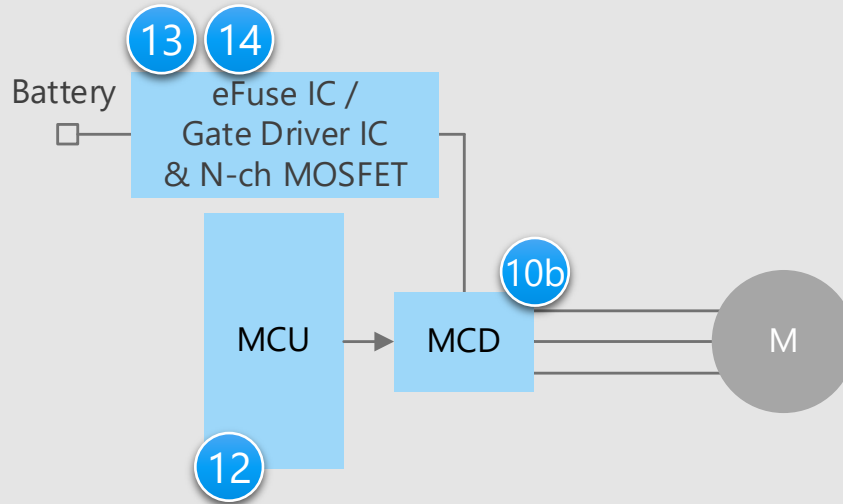 13 14
Battery
eFuse IC /
Gate Driver IC
& N-ch MOSFET
10b
MCU
MCD
M
12